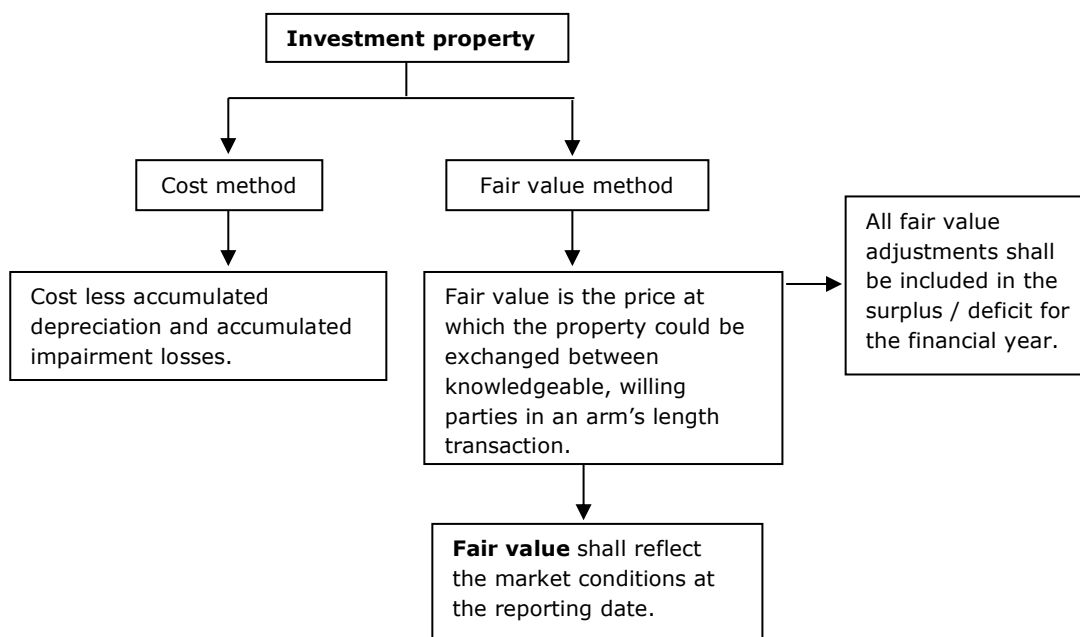 Investment property
Cost method
Fair value method
Cost less accumulated
depreciation and accumulated
impairment losses.
Fair value is the price at
which the property could be
exchanged between
knowledgeable, willing
parties in an arm’s length
transaction.
All fair value
adjustments shall
be included in the
surplus / deficit for
the financial year.
Fair value shall reflect
the market conditions at
the reporting date.